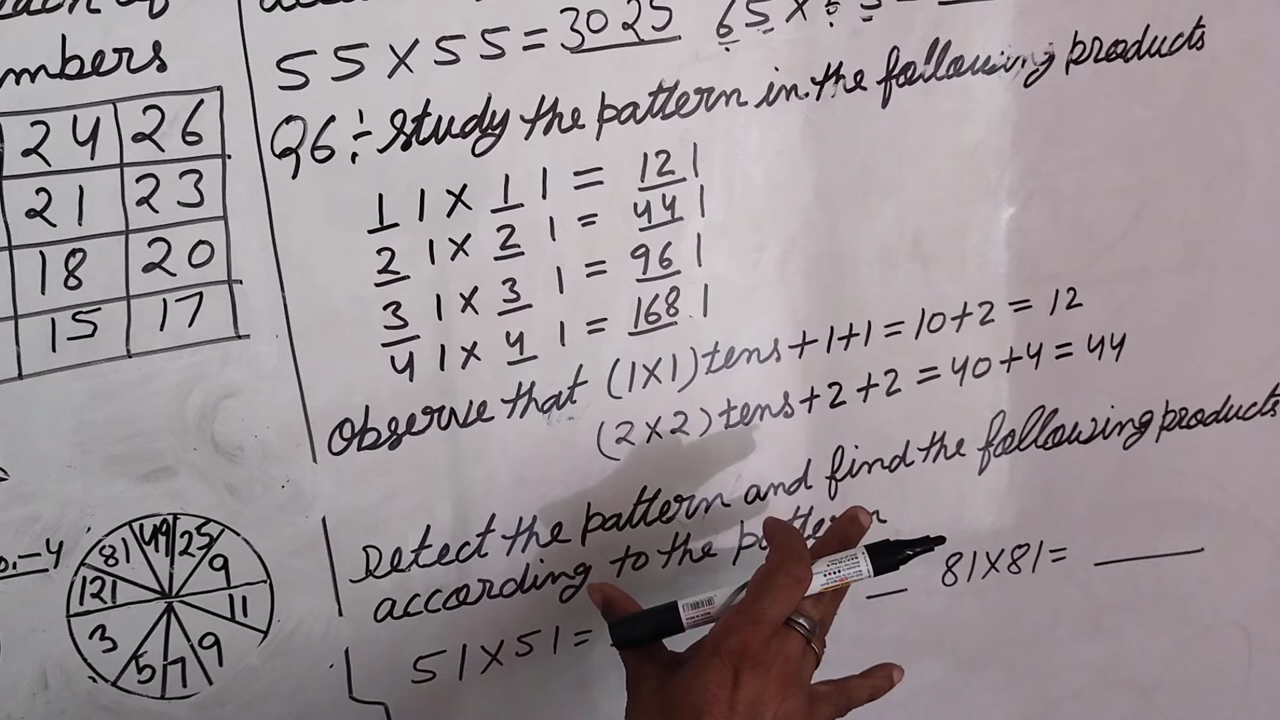 mbers
24 26
21 23
18 20
15 17
55×55=3025 65×
Q6÷ Study the pattern in the following products
11×11=121
21×21=441
31×31=961
41×41=1681
Observe that (1×1)tens+1+1=10+2=12
(2×2)tens+2+2=40+4=44
Detect the pattern and find the following products
according to the pattern
51×51=
81×81=
-4
81 49 25 9 11 9 7 5 3 121